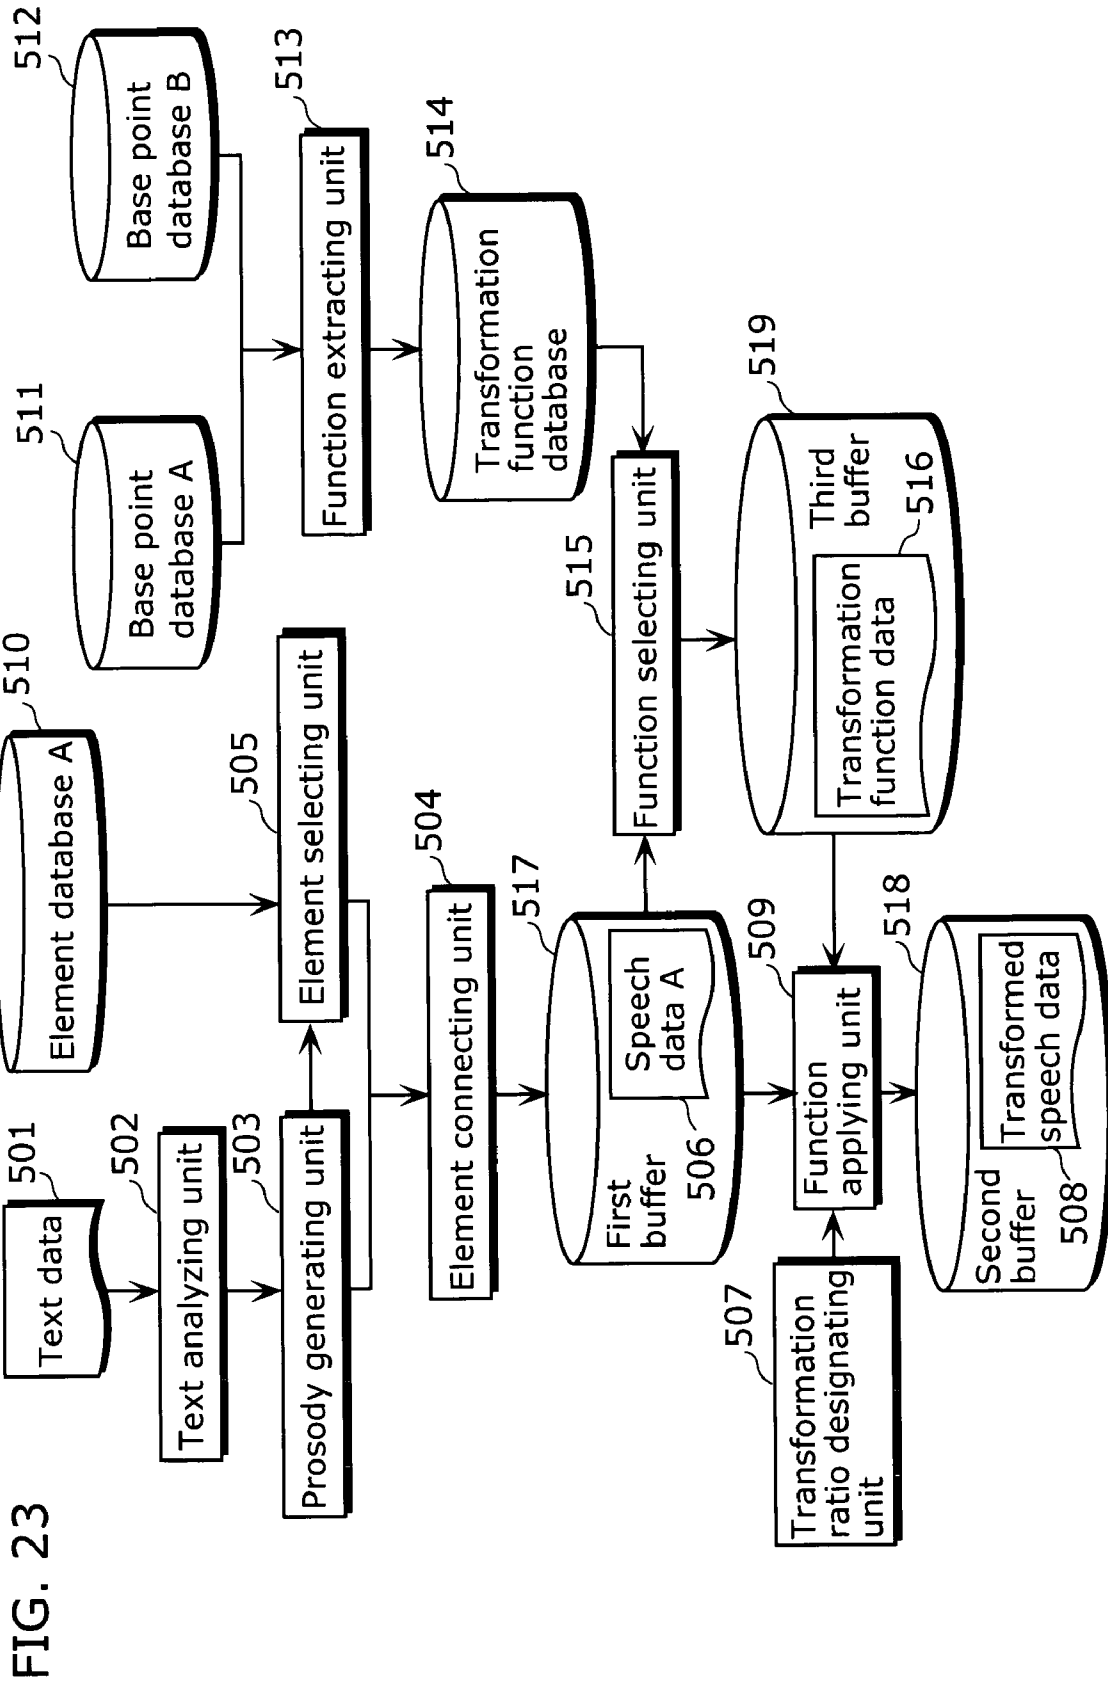 FIG. 23
Text data
501
Text analyzing unit
502
Prosody generating unit
503
Element database A
510
Element selecting unit
505
Element connecting unit
504
First
buffer
517
Speech
data A
506
Base point
database A
511
Base point
database B
512
Function extracting unit
513
Transformation
function
database
514
Function selecting unit
515
Third
buffer
519
Transformation
function data
516
Transformation
ratio designating
unit
507
Function
applying unit
509
Second
buffer
518
Transformed
speech data
508